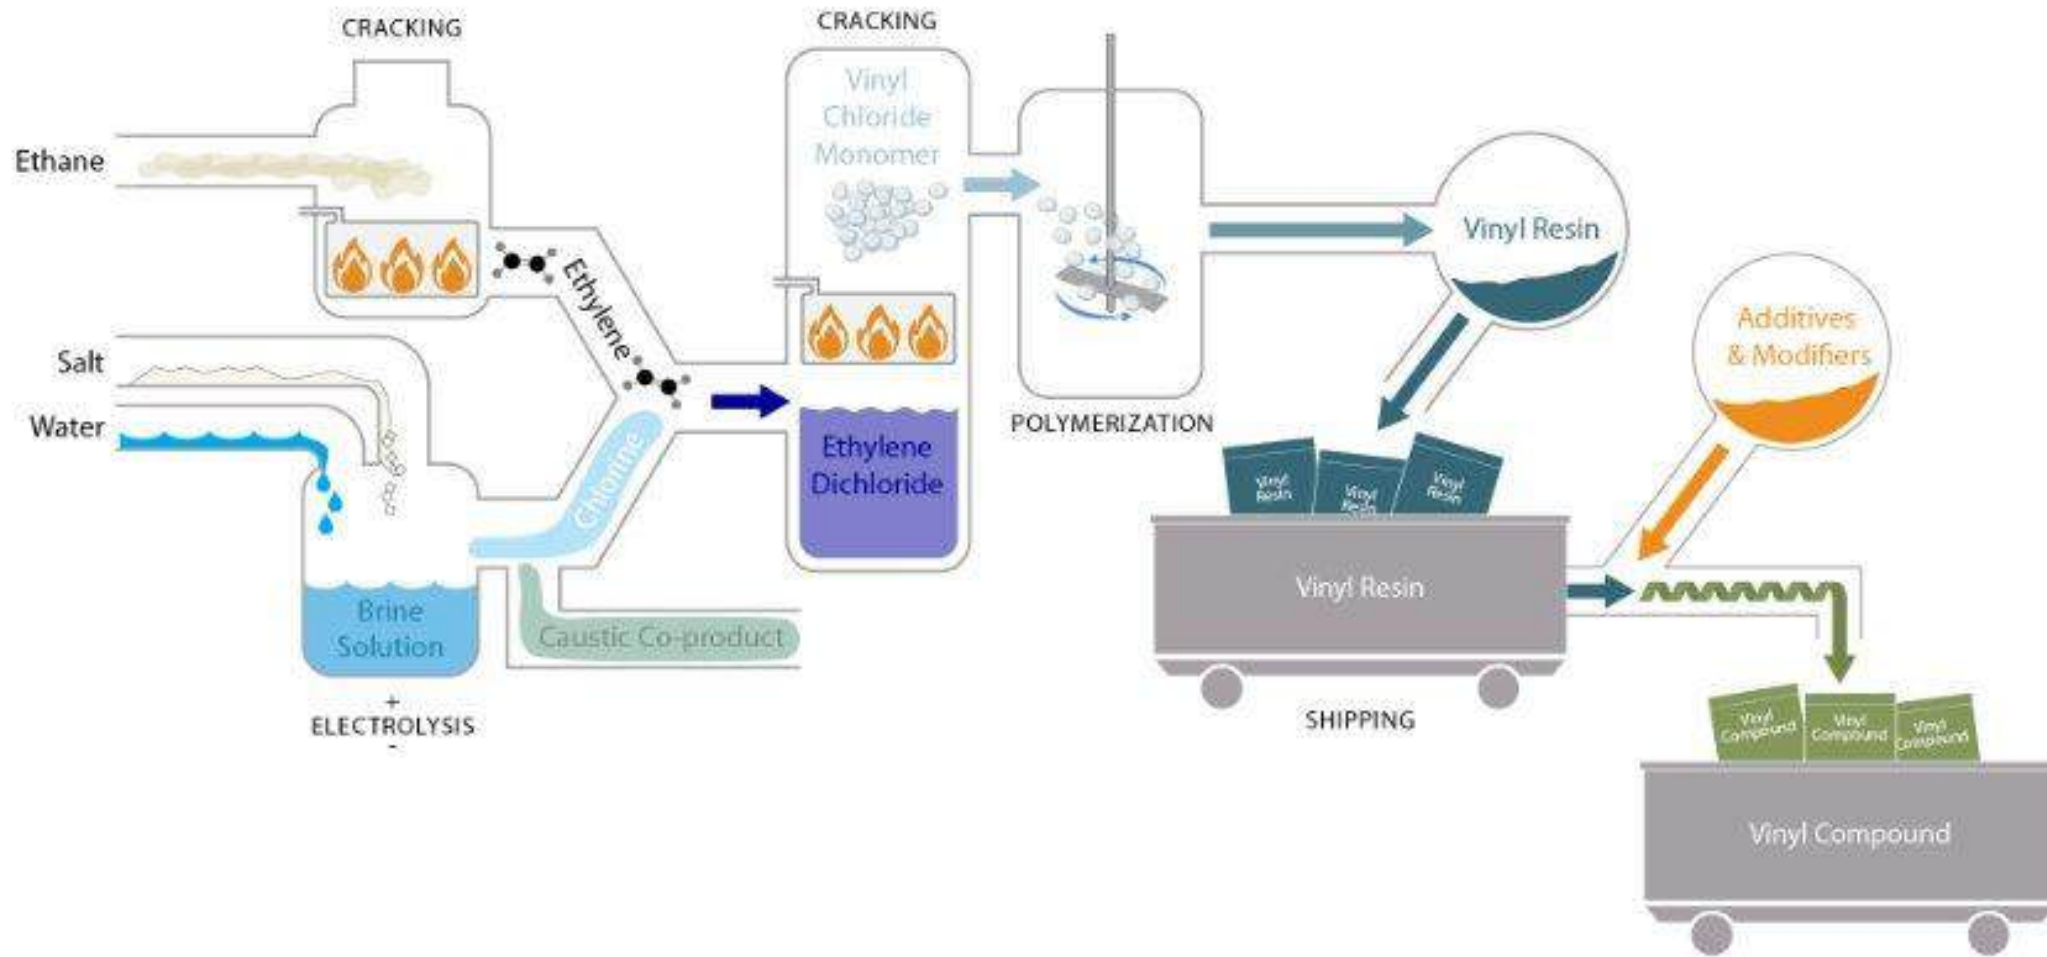 CRACKING
Ethane
Ethylene
Salt
Water
Chlorine
Brine
Solution
Caustic Co-product
+
ELECTROLYSIS
-
CRACKING
Vinyl
Chloride
Monomer
Ethylene
Dichloride
POLYMERIZATION
Vinyl Resin
Additives
& Modifiers
Vinyl
Resin
Vinyl
Resin
Vinyl
Resin
Vinyl Resin
SHIPPING
Vinyl
Compound
Vinyl
Compound
Vinyl
Compound
Vinyl Compound